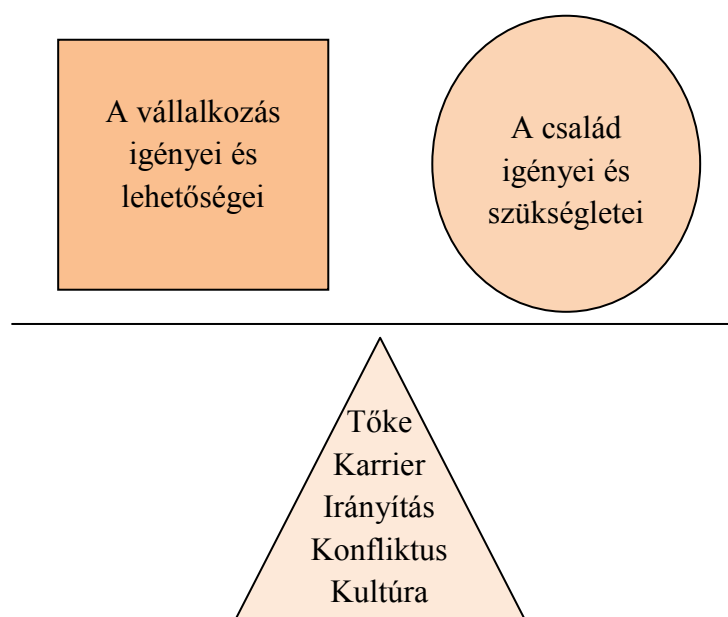 A vállalkozás
igényei és
lehetőségei
A család
igényei és
szükségletei
Tőke
Karrier
Irányítás
Konfliktus
Kultúra